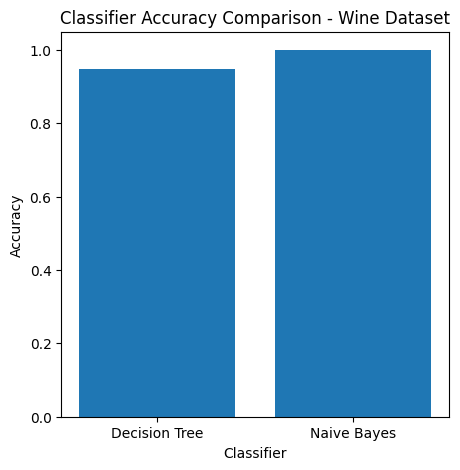 Classifier Accuracy Comparison - Wine Dataset
1.0
0.8
0.6
0.4
0.2
0.0
Accuracy
Decision Tree
Naive Bayes
Classifier